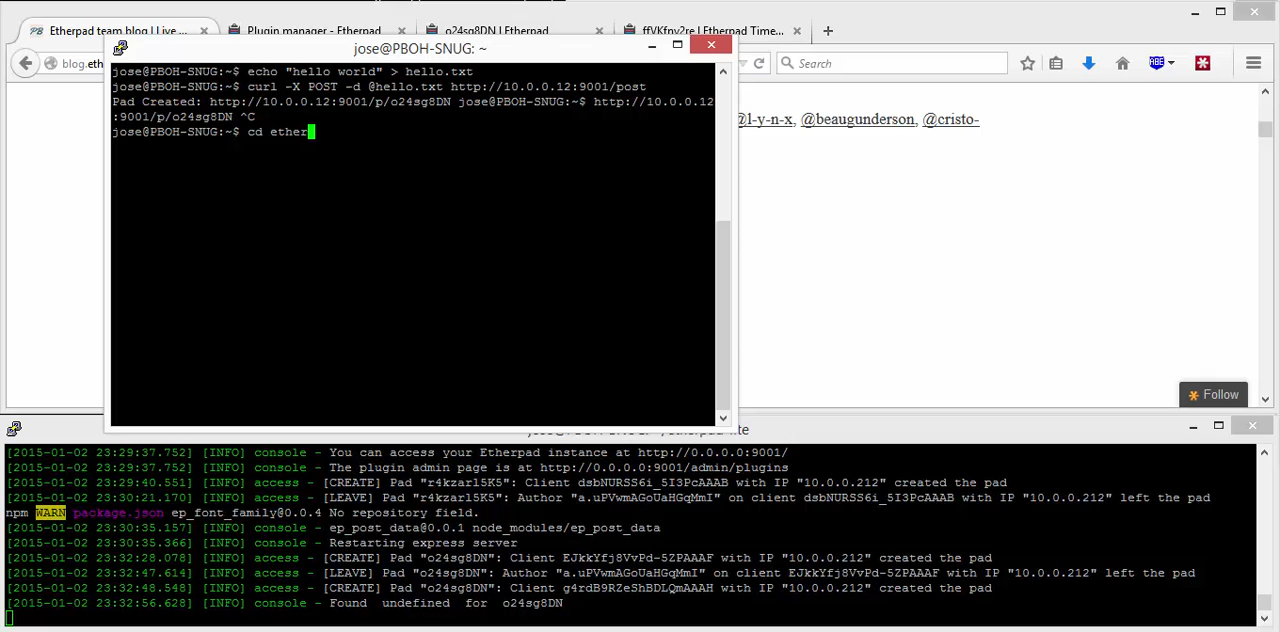 Etherpad team blog | Live ...
Plugin manager - Etherpad
o24sg8DN | Etherpad
Etherpad Time...
jose@PBOH-SNUG: ~
blog.eth
Search
ABE
jose@PBOH-SNUG:~$ echo "hello world" > hello.txt
jose@PBOH-SNUG:~$ curl -X POST -d @hello.txt http://10.0.0.12:9001/post
Pad Created: http://10.0.0.12:9001/p/o24sg8DN jose@PBOH-SNUG:~$ http://10.0.0.12
:9001/p/o24sg8DN ^C
jose@PBOH-SNUG:~$ cd ether
@l-y-n-x, @beaugunderson, @cristo-
Follow
[2015-01-02 23:29:37.752] [INFO] console - You can access your Etherpad instance at http://0.0.0.0:9001/
[2015-01-02 23:29:37.752] [INFO] console - The plugin admin page is at http://0.0.0.0:9001/admin/plugins
[2015-01-02 23:29:40.551] [INFO] access - [CREATE] Pad "r4kzarl5K5": Client dsbNURSS6i_5I3PcAAAB with IP "10.0.0.212" created the pad
[2015-01-02 23:30:21.170] [INFO] access - [LEAVE] Pad "r4kzarl5K5": Author "a.uPVwmAGoUaHGqMmI" on client dsbNURSS6i_5I3PcAAAB with IP "10.0.0.212" left the pad
npm WARN package.json ep_font_family@0.0.4 No repository field.
[2015-01-02 23:30:35.157] [INFO] console - ep_post_data@0.0.1 node_modules/ep_post_data
[2015-01-02 23:30:35.366] [INFO] console - Restarting express server
[2015-01-02 23:32:28.078] [INFO] access - [CREATE] Pad "o24sg8DN": Client EJkkYfj8VvPd-5ZPAAAF with IP "10.0.0.212" created the pad
[2015-01-02 23:32:47.614] [INFO] access - [LEAVE] Pad "o24sg8DN": Author "a.uPVwmAGoUaHGqMmI" on client EJkkYfj8VvPd-5ZPAAAF with IP "10.0.0.212" left the pad
[2015-01-02 23:32:48.548] [INFO] access - [CREATE] Pad "o24sg8DN": Client g4rdB9RZeShBDLQmAAAH with IP "10.0.0.212" created the pad
[2015-01-02 23:32:56.628] [INFO] console - Found undefined for o24sg8DN